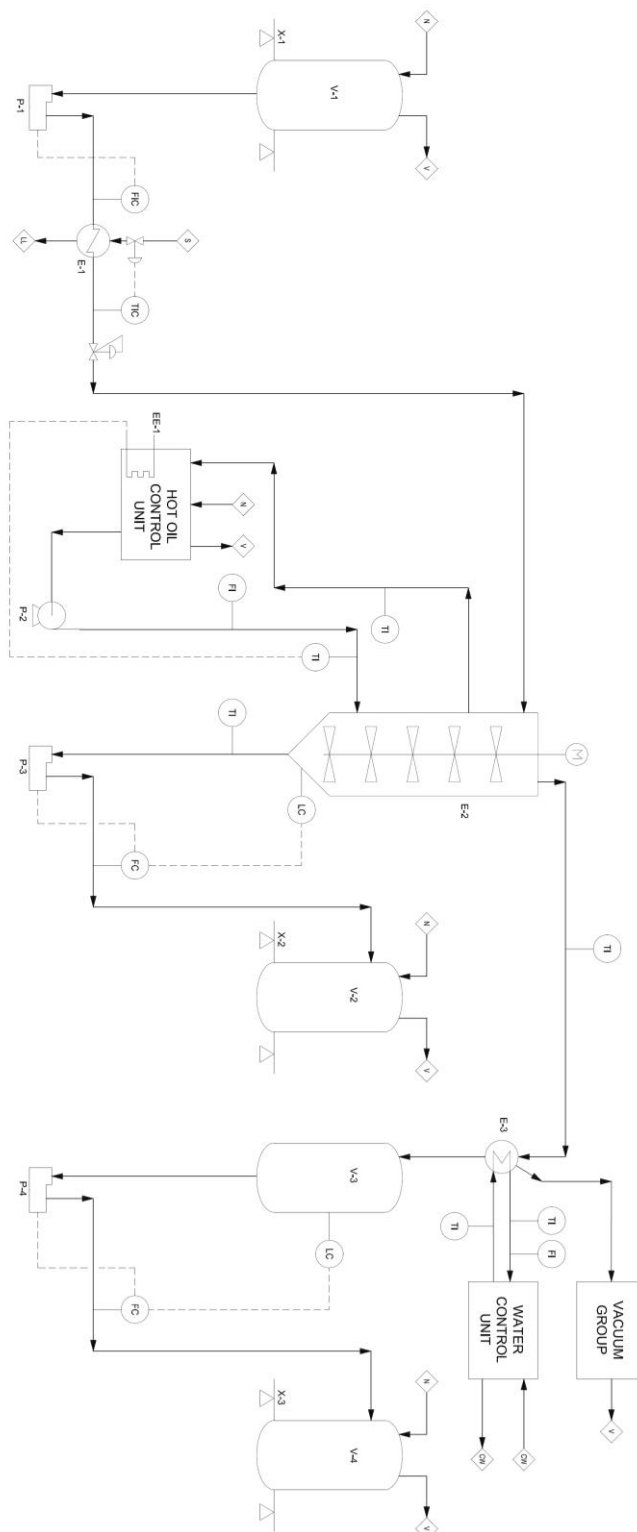 N
X-1
V-1
V
P-1
FIC
S
LL
E-1
TIC
EE-1
HOT OIL
CONTROL
UNIT
N
V
FI
P-2
TI
TI
TI
M
E-2
P-3
LC
FC
N
X-2
TI
V-2
V
E-3
V-3
P-4
TI
TI
FI
LC
FC
WATER
CONTROL
UNIT
VACUUM
GROUP
N
X-3
V-4
V
CW
CW
V